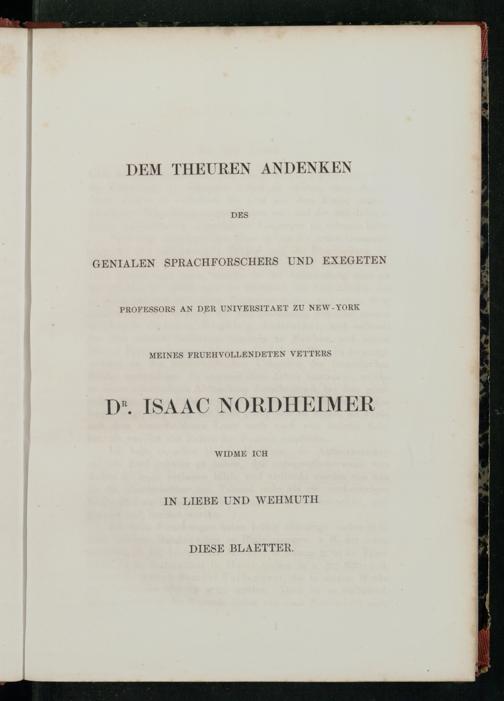 DEM THEUREN ANDENKEN
DES
GENIALEN SPRACHFORSCHERS UND EXEGETEN
PROFESSORS AN DER UNIVERSITAET ZU NEW-YORK
MEINES FRUEHVOLLENDETEN VETTERS
DR. ISAAC NORDHEIMER
WIDME ICH
IN LIEBE UND WEHMUTH
DIESE BLAETTER.